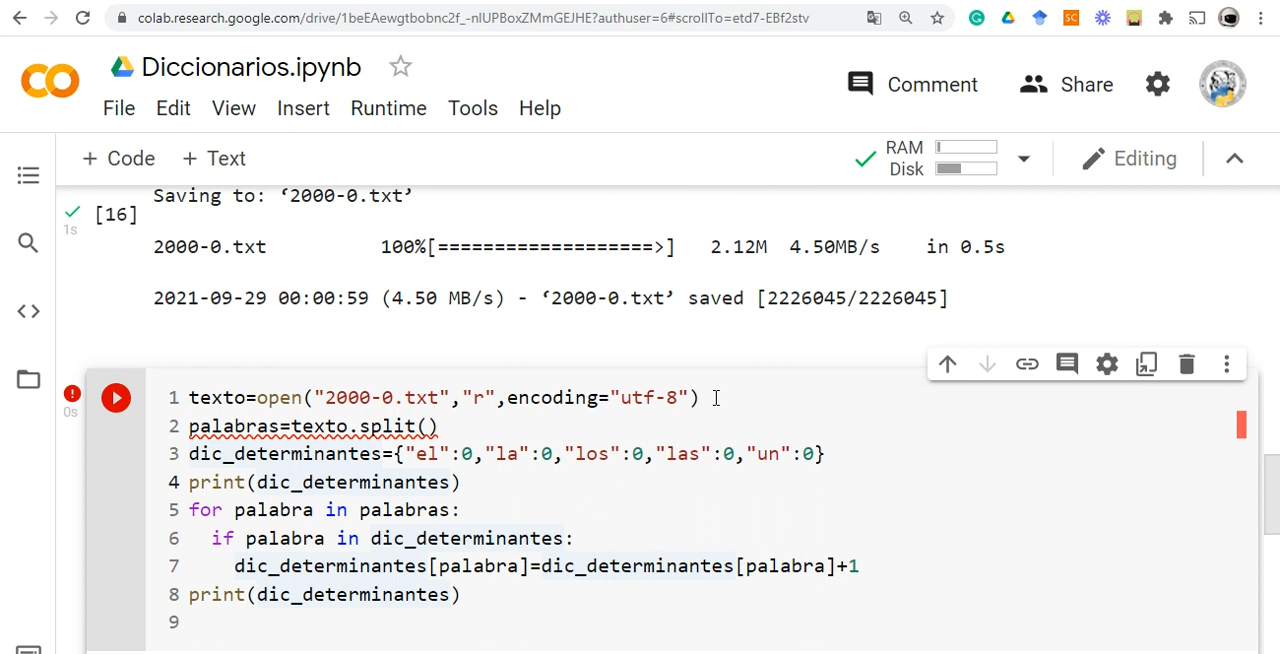 colab.research.google.com/drive/1beEAewgtbobnc2f_-nlUPBoxZMmGEJHE?authuser=6#scrollTo=etd7-EBf2stv
SC
Diccionarios.ipynb
File Edit View Insert Runtime Tools Help
Comment Share
+ Code + Text
RAM
Disk
Editing
Saving to: ‘2000-0.txt’
[16]
1s
2000-0.txt 100%[===================>] 2.12M 4.50MB/s in 0.5s
2021-09-29 00:00:59 (4.50 MB/s) - ‘2000-0.txt’ saved [2226045/2226045]
0s
1 texto=open("2000-0.txt","r",encoding="utf-8")
2 palabras=texto.split()
3 dic_determinantes={"el":0,"la":0,"los":0,"las":0,"un":0}
4 print(dic_determinantes)
5 for palabra in palabras:
6 if palabra in dic_determinantes:
7 dic_determinantes[palabra]=dic_determinantes[palabra]+1
8 print(dic_determinantes)
9